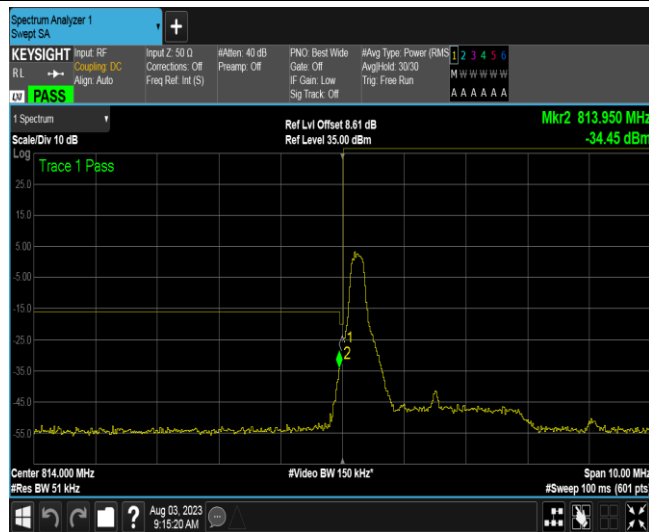 Spectrum Analyzer 1
Swept SA
+
KEYSIGHT
RL
LXI
PASS
Input: RF
Coupling: DC
Align: Auto
Input Z: 50 Ω
Corrections: Off
Freq Ref: Int (S)
#Atten: 40 dB
Preamp: Off
PNO: Best Wide
Gate: Off
IF Gain: Low
Sig Track: Off
#Avg Type: Power (RMS
Avg|Hold: 30/30
Trig: Free Run
1 2 3 4 5 6
M W W W W W
A A A A A A
1 Spectrum
Scale/Div 10 dB
Ref Lvl Offset 8.61 dB
Ref Level 35.00 dBm
Mkr2 813.950 MHz
-34.45 dBm
Log
Trace 1 Pass
25.0
15.0
5.00
-5.00
-15.0
-25.0
-35.0
-45.0
-55.0
1
2
Center 814.000 MHz
#Res BW 51 kHz
#Video BW 150 kHz*
Span 10.00 MHz
#Sweep 100 ms (601 pts)
?
Aug 03, 2023
9:15:20 AM